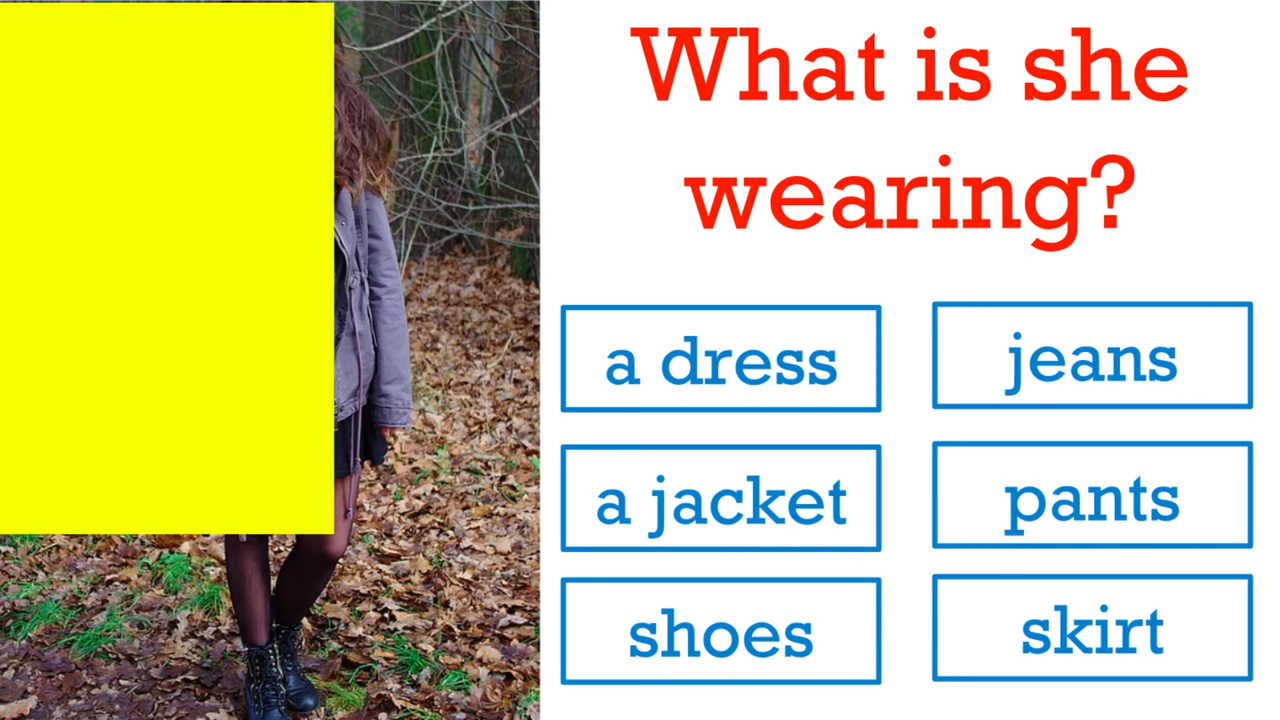 What is she
wearing?
a dress
jeans
a jacket
pants
shoes
skirt